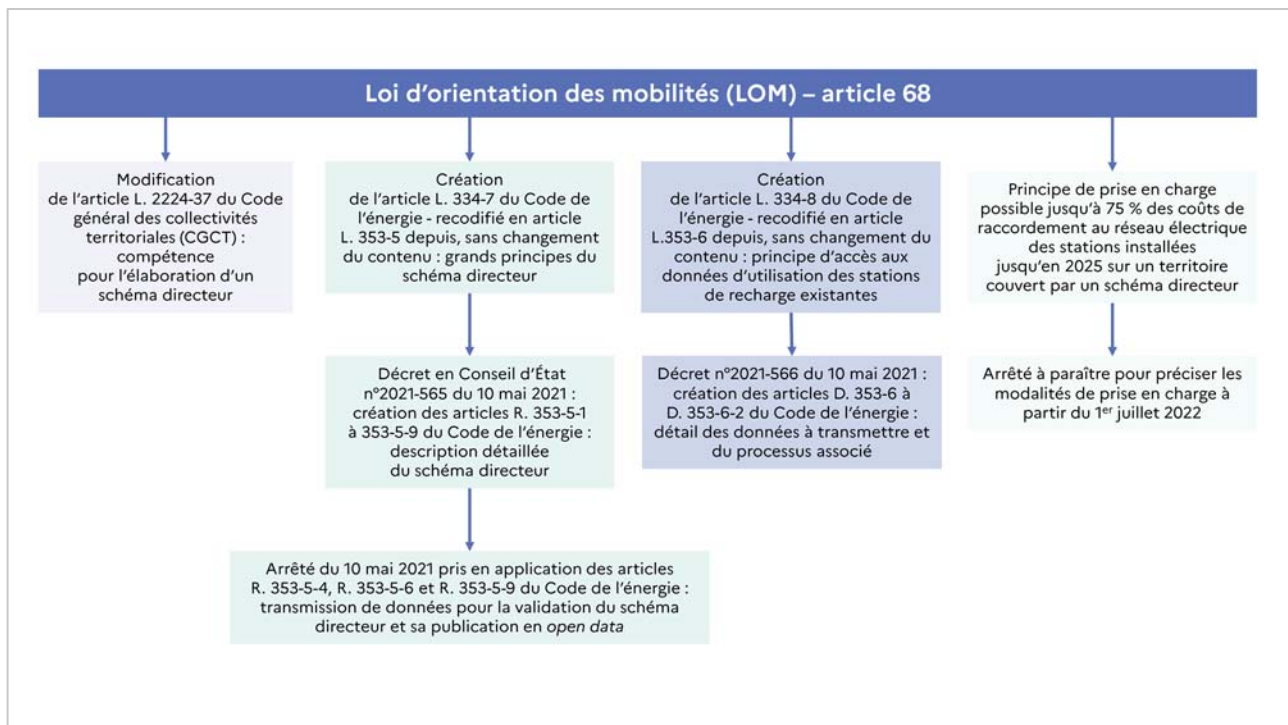 Loi d’orientation des mobilités (LOM) – article 68
Modification
de l’article L. 2224-37 du Code
général des collectivités
territoriales (CGCT) :
compétence
pour l’élaboration d’un
schéma directeur
Création
de l’article L. 334-7 du Code de
l’énergie - recodifié en article
L. 353-5 depuis, sans changement
du contenu : grands principes du
schéma directeur
Création
de l’article L. 334-8 du Code de
l’énergie - recodifié en article
L.353-6 depuis, sans changement du
contenu : principe d’accès aux
données d’utilisation des stations
de recharge existantes
Principe de prise en charge
possible jusqu’à 75 % des coûts de
raccordement au réseau électrique
des stations installées
jusqu’en 2025 sur un territoire
couvert par un schéma directeur
Décret en Conseil d’État
n°2021-565 du 10 mai 2021 :
création des articles R. 353-5-1
à 353-5-9 du Code de l’énergie :
description détaillée
du schéma directeur
Décret n°2021-566 du 10 mai 2021 :
création des articles D. 353-6 à
D. 353-6-2 du Code de l’énergie :
détail des données à transmettre et
du processus associé
Arrêté à paraître pour préciser les
modalités de prise en charge à
partir du 1er juillet 2022
Arrêté du 10 mai 2021 pris en application des articles
R. 353-5-4, R. 353-5-6 et R. 353-5-9 du Code de l’énergie :
transmission de données pour la validation du schéma
directeur et sa publication en open data